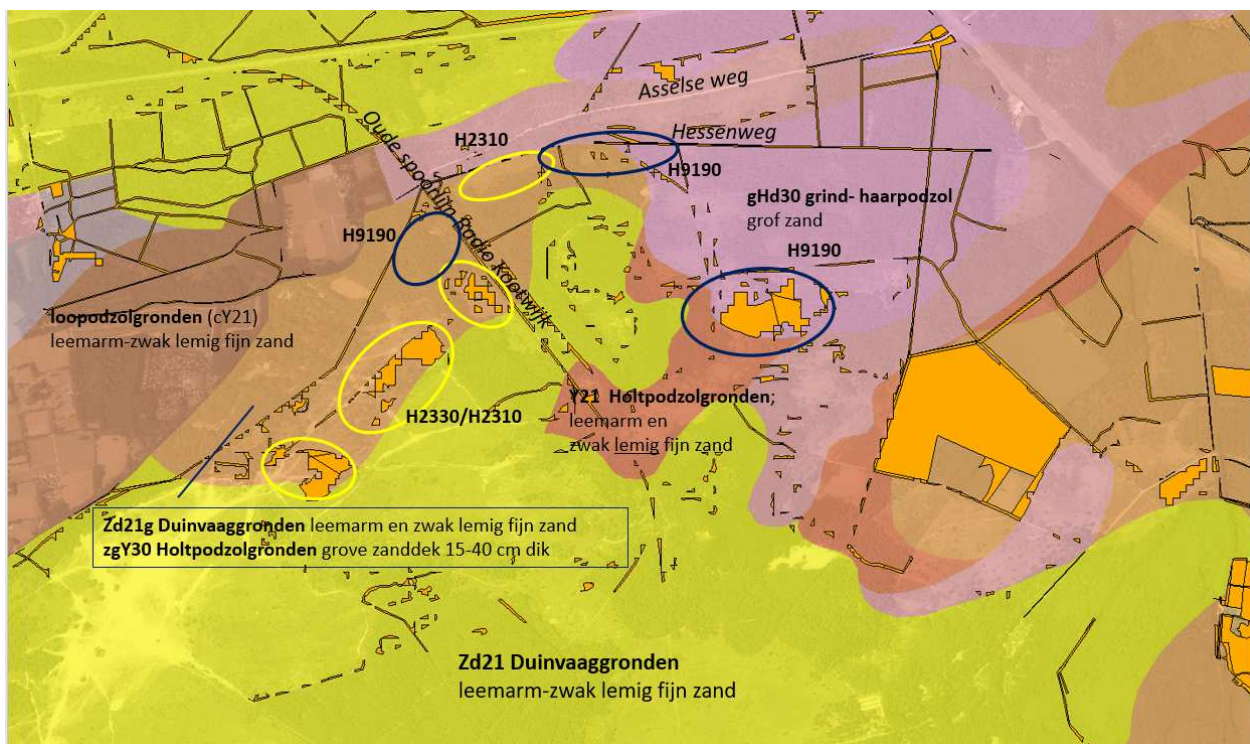 Asselse weg
Oude spoorlijn Radio Kootwijk
H2310
Hessenweg
H9190
gHd30 grind- haarpodzol
grof zand
H9190
H9190
loopodzolgronden (cY21)
leemarm-zwak lemig fijn zand
Y21 Holtpodzolgronden;
leemarm en
zwak lemig fijn zand
H2330/H2310
Zd21g Duinvaaggronden leemarm en zwak lemig fijn zand
zgY30 Holtpodzolgronden grove zanddek 15-40 cm dik
Zd21 Duinvaaggronden
leemarm-zwak lemig fijn zand